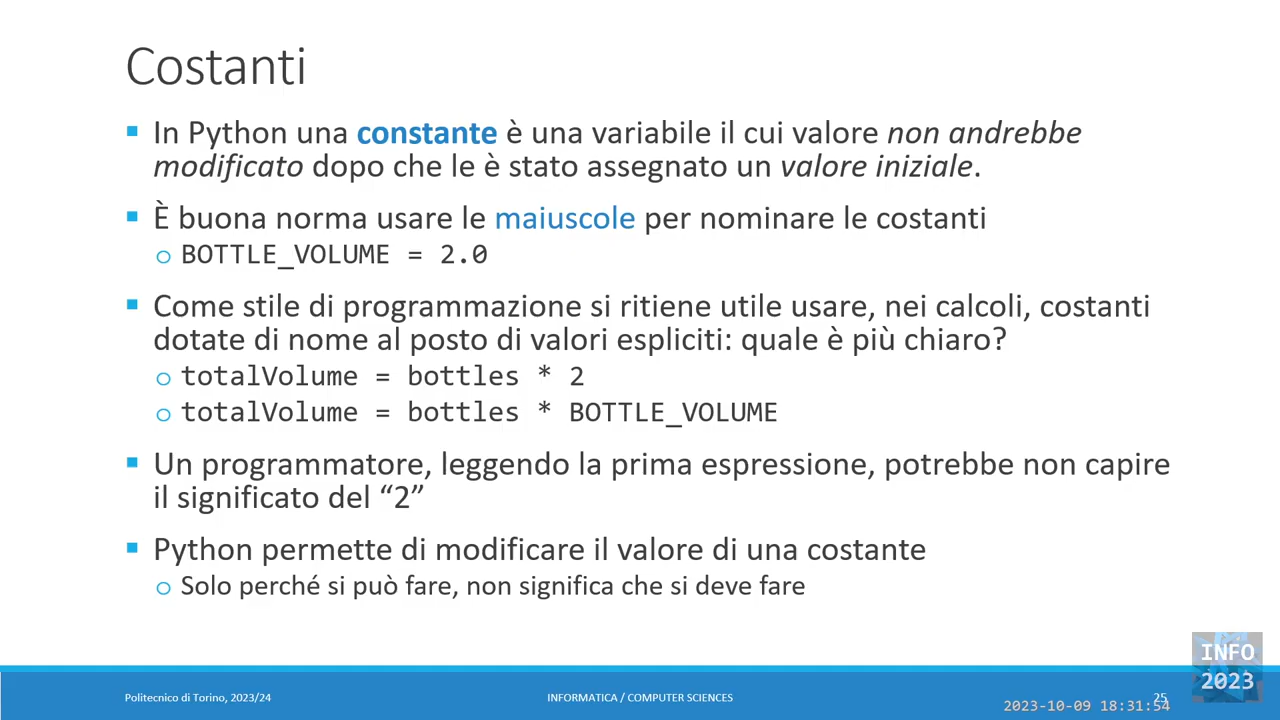 Costanti
In Python una constante è una variabile il cui valore non andrebbe
modificato dopo che le è stato assegnato un valore iniziale.
È buona norma usare le maiuscole per nominare le costanti
BOTTLE_VOLUME = 2.0
Come stile di programmazione si ritiene utile usare, nei calcoli, costanti
dotate di nome al posto di valori espliciti: quale è più chiaro?
totalVolume = bottles * 2
totalVolume = bottles * BOTTLE_VOLUME
Un programmatore, leggendo la prima espressione, potrebbe non capire
il significato del “2”
Python permette di modificare il valore di una costante
Solo perché si può fare, non significa che si deve fare
Politecnico di Torino, 2023/24
INFORMATICA / COMPUTER SCIENCES
25
INFO
2023
2023-10-09 18:31:54